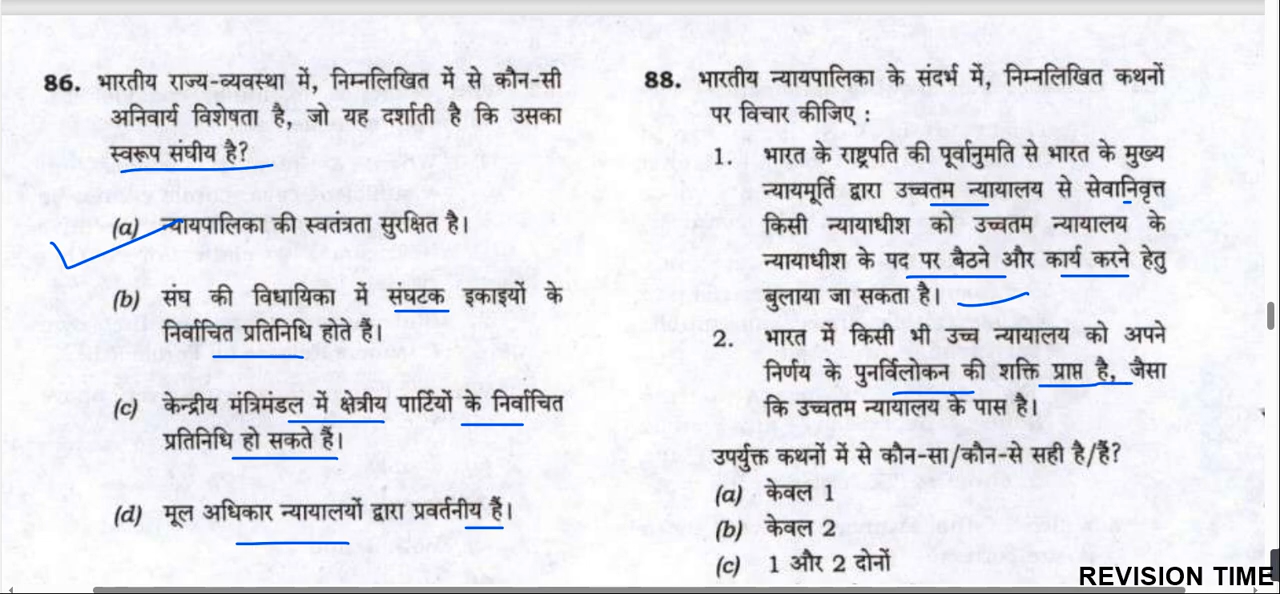 86. भारतीय राज्य-व्यवस्था में, निम्नलिखित में से कौन-सी
अनिवार्य विशेषता है, जो यह दर्शाती है कि उसका
स्वरूप संघीय है?
(a) न्यायपालिका की स्वतंत्रता सुरक्षित है।
(b) संघ की विधायिका में संघटक इकाइयों के
निर्वाचित प्रतिनिधि होते हैं।
(c) केन्द्रीय मंत्रिमंडल में क्षेत्रीय पार्टियों के निर्वाचित
प्रतिनिधि हो सकते हैं।
(d) मूल अधिकार न्यायालयों द्वारा प्रवर्तनीय हैं।
88. भारतीय न्यायपालिका के संदर्भ में, निम्नलिखित कथनों
पर विचार कीजिए :
1. भारत के राष्ट्रपति की पूर्वानुमति से भारत के मुख्य
न्यायमूर्ति द्वारा उच्चतम न्यायालय से सेवानिवृत्त
किसी न्यायाधीश को उच्चतम न्यायालय के
न्यायाधीश के पद पर बैठने और कार्य करने हेतु
बुलाया जा सकता है।
2. भारत में किसी भी उच्च न्यायालय को अपने
निर्णय के पुनर्विलोकन की शक्ति प्राप्त है, जैसा
कि उच्चतम न्यायालय के पास है।
उपर्युक्त कथनों में से कौन-सा/कौन-से सही है/हैं?
(a) केवल 1
(b) केवल 2
(c) 1 और 2 दोनों
REVISION TIME